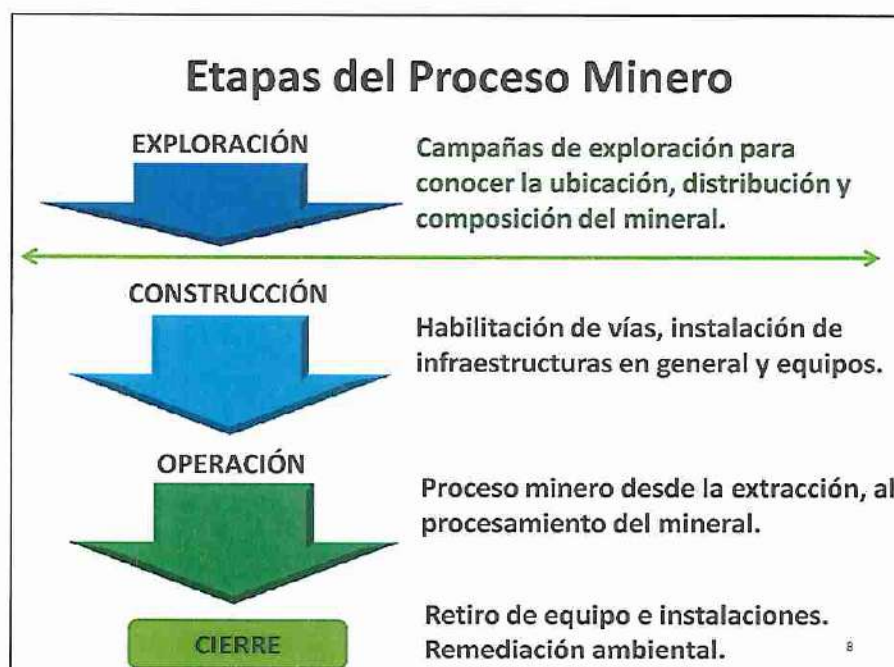 Etapas del Proceso Minero
EXPLORACIÓN
Campañas de exploración para
conocer la ubicación, distribución y
composición del mineral.
CONSTRUCCIÓN
Habilitación de vías, instalación de
infraestructuras en general y equipos.
OPERACIÓN
Proceso minero desde la extracción, al
procesamiento del mineral.
CIERRE
Retiro de equipo e instalaciones.
Remediación ambiental.
8